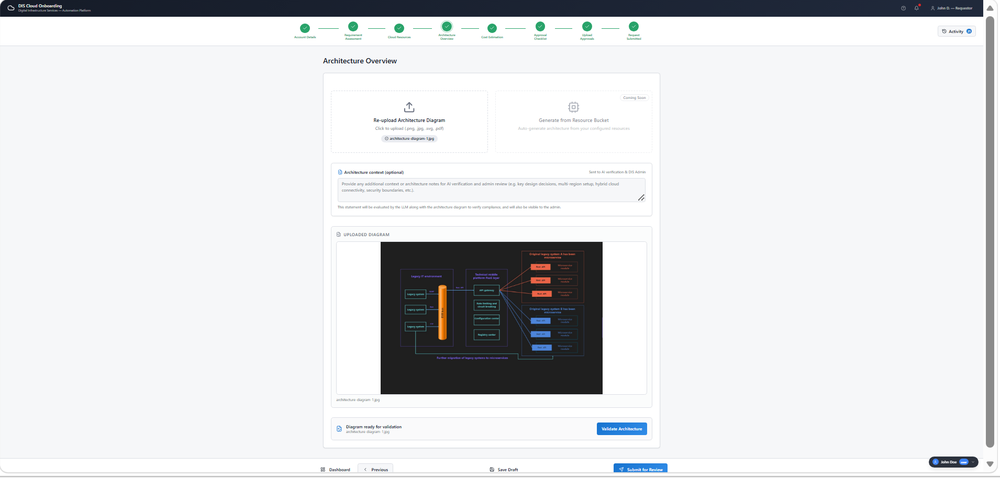 DIS Cloud Onboarding
Digital Infrastructure Services — Automation Platform
John D. — Requestor
Account Details
Requirement
Assessment
Cloud Resources
Architecture
Overview
Cost Estimation
Approval
Checklist
Upload
Approvals
Request
Submitted
Activity 21
Architecture Overview
Re-upload Architecture Diagram
Click to upload (.png, .jpg, .svg, .pdf)
architecture-diagram-1.jpg
Coming Soon
Generate from Resource Bucket
Auto-generate architecture from your configured resources
Architecture context (optional)
Sent to AI verification & DIS Admin
Provide any additional context or architecture notes for AI verification and admin review (e.g. key design decisions, multi-region setup, hybrid cloud
connectivity, security boundaries, etc.).
This statement will be evaluated by the LLM along with the architecture diagram to verify compliance, and will also be visible to the admin.
UPLOADED DIAGRAM
Legacy IT environment
Legacy system
Legacy system
Legacy system
ESB bus
Rest API
Technical middle
platform PaaS layer
API gateway
Rate limiting and
circuit breaking
Configuration center
Registry center
Original legacy system A has been
microservice
Rest API
Microservice
module
Rest API
Microservice
module
Rest API
Microservice
module
Original legacy system B has been
microservice
Rest API
Microservice
module
Rest API
Microservice
module
Rest API
Microservice
module
Further migration of legacy systems to microservices
architecture-diagram-1.jpg
Diagram ready for validation
architecture-diagram-1.jpg
Validate Architecture
Dashboard
Previous
Save Draft
Submit for Review
John Doe
user